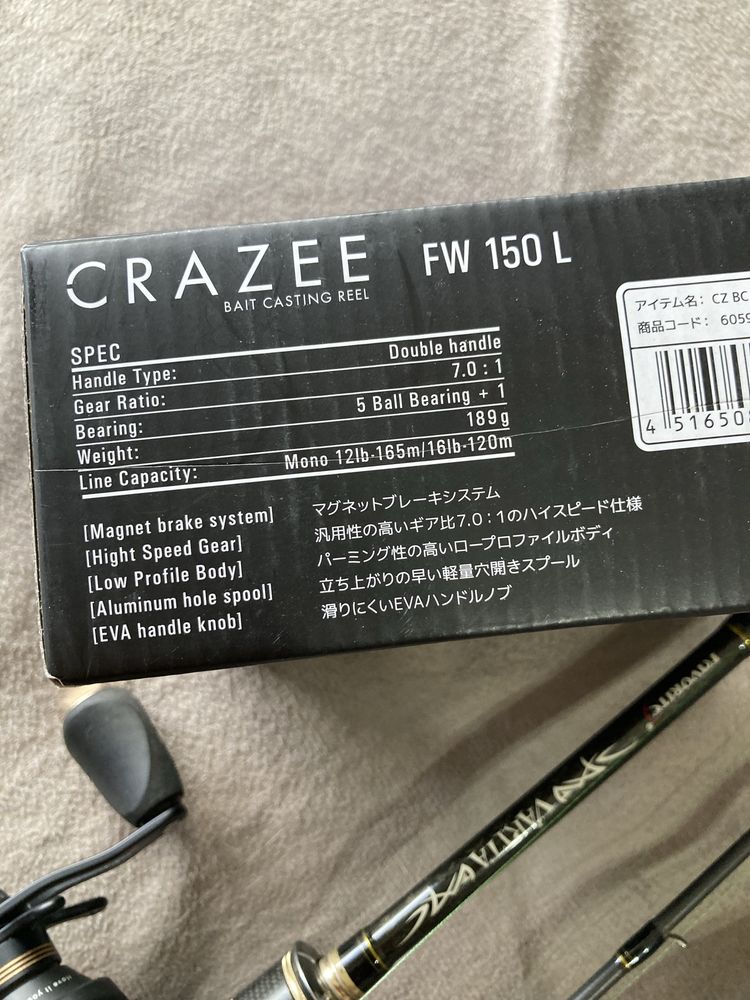 CRAZEE
BAIT CASTING REEL
FW 150 L
SPEC
Handle Type: Double handle
Gear Ratio: 7.0 : 1
Bearing: 5 Ball Bearing + 1
Weight: 189g
Line Capacity: Mono 12lb-165m/16lb-120m
[Magnet brake system] マグネットブレーキシステム
[Hight Speed Gear] 汎用性の高いギア比7.0:1のハイスピード仕様
[Low Profile Body] パーミング性の高いロープロファイルボディ
[Aluminum hole spool] 立ち上がりの早い軽量穴開きスプール
[EVA handle knob] 滑りにくいEVAハンドルノブ
アイテム名: CZ BC
商品コード: 6059
4 516508
FAVORITE
VARITA